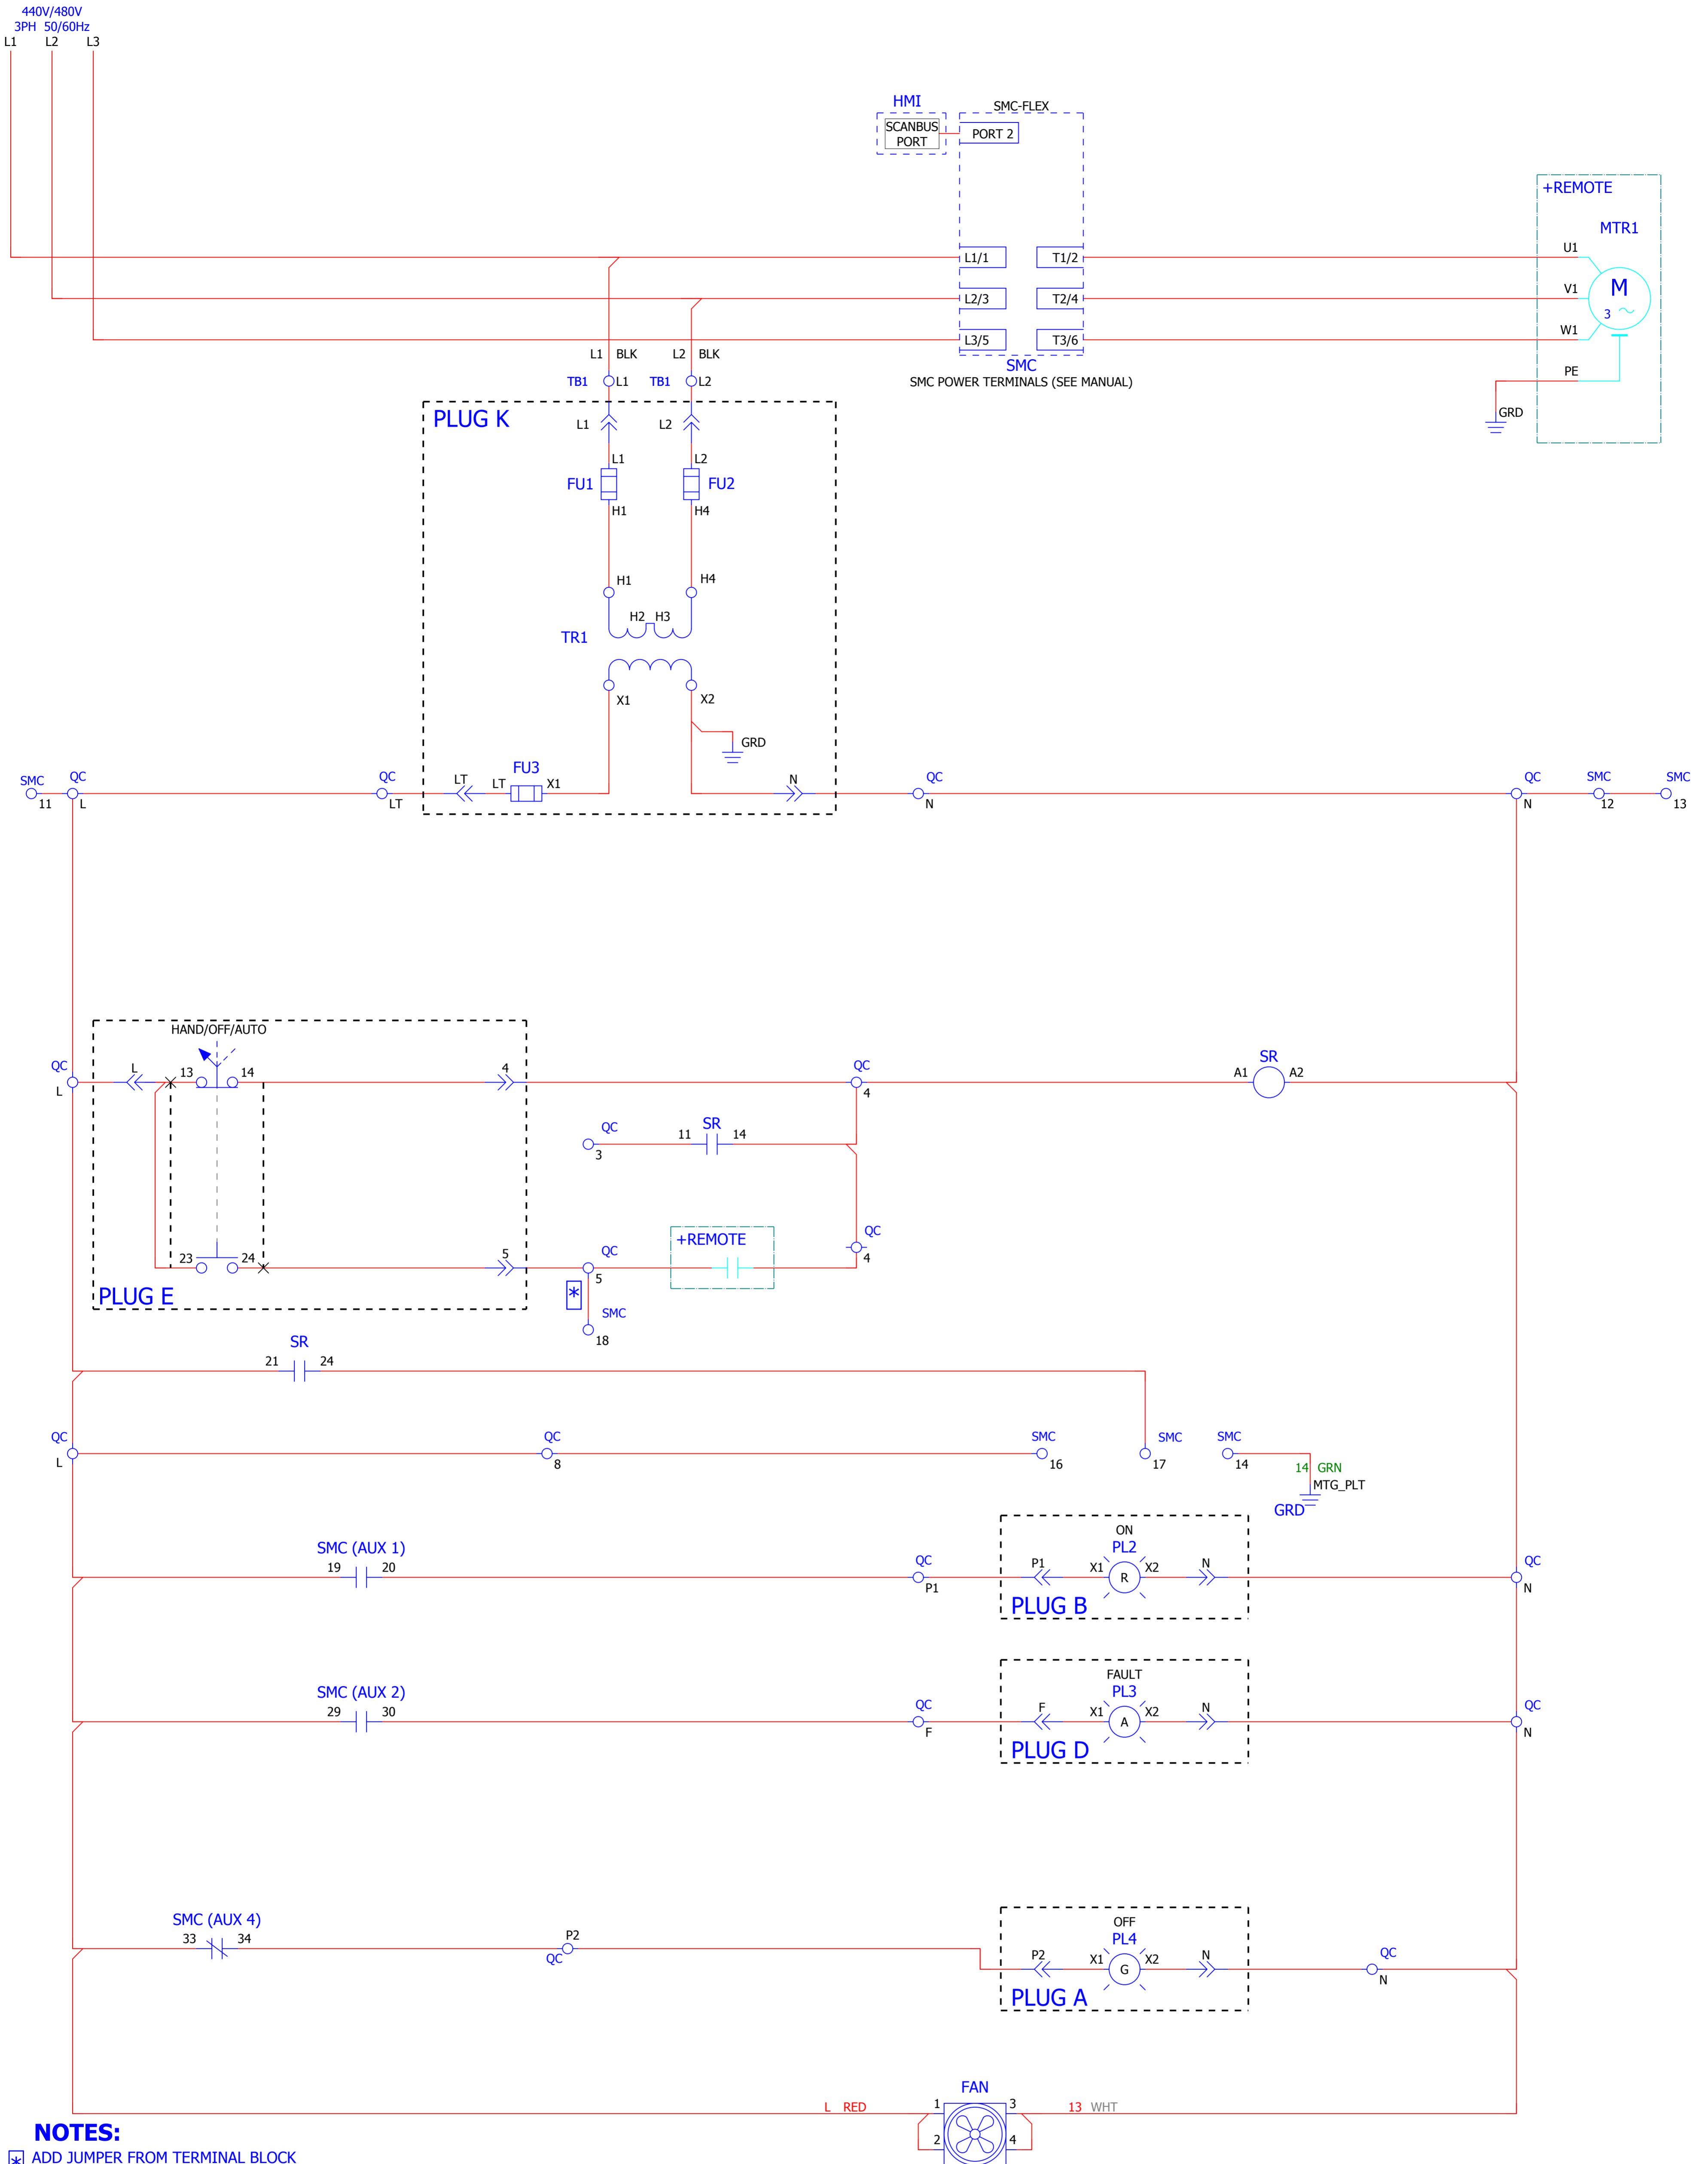 440V/480V
3PH 50/60Hz
L1 L2 L3
HMI
SCANBUS
PORT
SMC-FLEX
PORT 2
+REMOTE
MTR1
L1/1 T1/2 U1
L2/3 T2/4 V1
M
3
L3/5 T3/6 W1
SMC
SMC POWER TERMINALS (SEE MANUAL)
PE
GRD
L1 BLK L2 BLK
TB1 L1 TB1 L2
PLUG K
L1 L2
L1 L2
FU1 FU2
H1 H4
H1 H4
H2 H3
TR1
X1 X2
GRD
SMC QC QC LT LT FU3 X1 N QC QC SMC SMC
11 L LT N N 12 13
HAND/OFF/AUTO
QC L 13 14 4 QC SR
L 4 A1 A2
QC 11 SR 14
3
23 24 5 QC +REMOTE QC
5 4
*
PLUG E
SMC
18
SR
21 24
QC QC SMC SMC SMC
L 8 16 17 14
14 GRN
MTG_PLT
GRD
ON
SMC (AUX 1) PL2
19 20 QC P1 X1 R X2 N QC
P1 N
PLUG B
FAULT
SMC (AUX 2) PL3
29 30 QC F X1 A X2 N QC
F N
PLUG D
OFF
SMC (AUX 4) PL4
33 34 P2 QC P2 X1 G X2 N QC
N
PLUG A
FAN
L RED 1 3 13 WHT
2 4
NOTES:
* ADD JUMPER FROM TERMINAL BLOCK